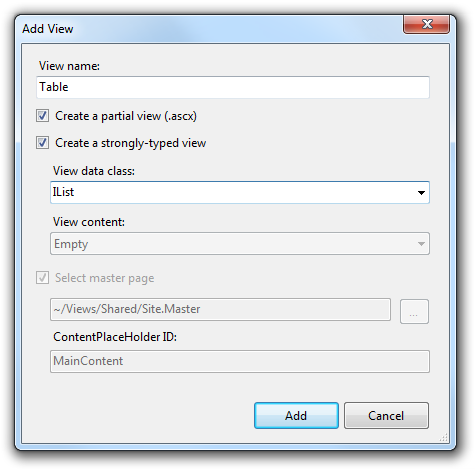 Add View
View name:
Table
Create a partial view (.ascx)
Create a strongly-typed view
View data class:
IList
View content:
Empty
Select master page
~/Views/Shared/Site.Master
...
ContentPlaceHolder ID:
MainContent
Add Cancel